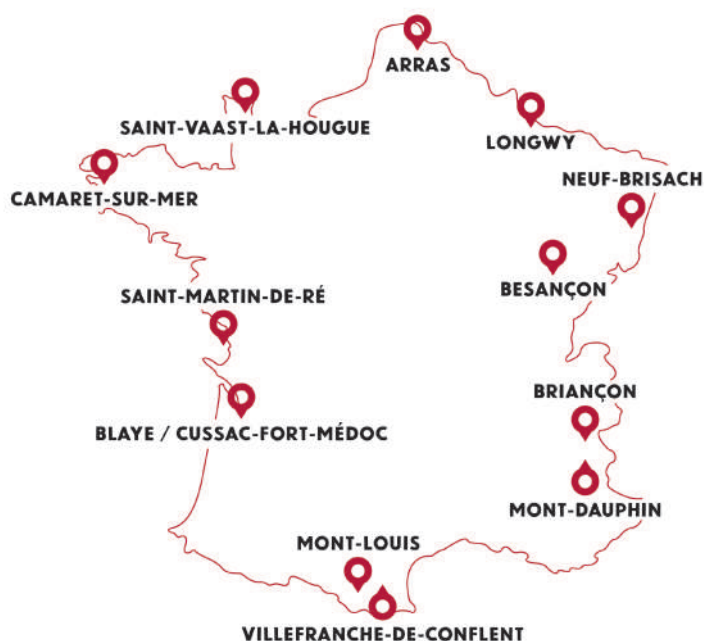 ARRAS
SAINT-VAAST-LA-HOUGUE
LONGWY
NEUF-BRISACH
CAMARET-SUR-MER
BESANÇON
SAINT-MARTIN-DE-RÉ
BRIANÇON
BLAYE / CUSSAC-FORT-MÉDOC
MONT-DAUPHIN
MONT-LOUIS
VILLEFRANCHE-DE-CONFLENT